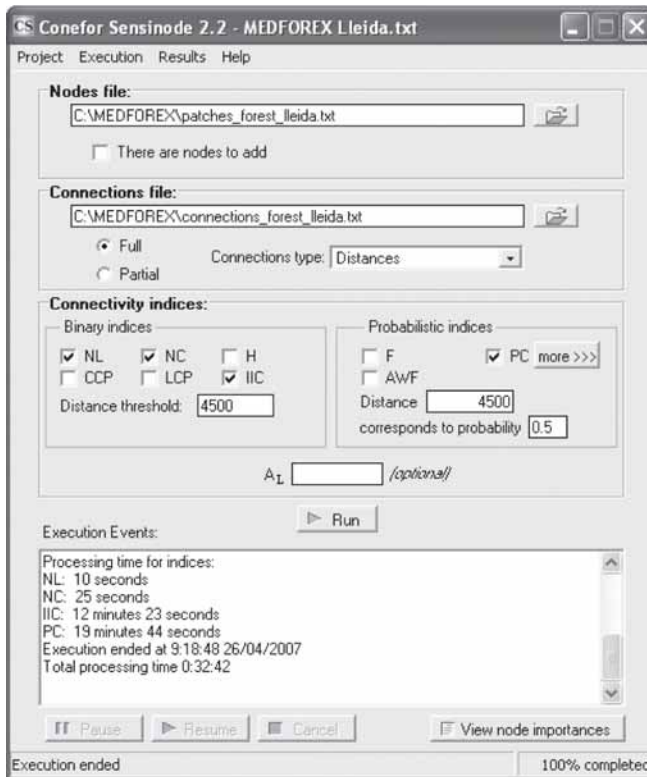 CS Conefor Sensinode 2.2 - MEDFOREX Lleida.txt
Project Execution Results Help
Nodes file:
C:\MEDFOREX\patches_forest_lleida.txt
There are nodes to add
Connections file:
C:\MEDFOREX\connections_forest_lleida.txt
Full
Partial
Connections type: Distances
Connectivity indices:
Binary indices
NL NC H
CCP LCP IIC
Distance threshold: 4500
Probabilistic indices
F PC more >>>
AWF
Distance 4500
corresponds to probability 0.5
AL (optional)
Run
Execution Events:
Processing time for indices:
NL: 10 seconds
NC: 25 seconds
IIC: 12 minutes 23 seconds
PC: 19 minutes 44 seconds
Execution ended at 9:18:48 26/04/2007
Total processing time 0:32:42
Pause Resume Cancel View node importances
Execution ended 100% completed